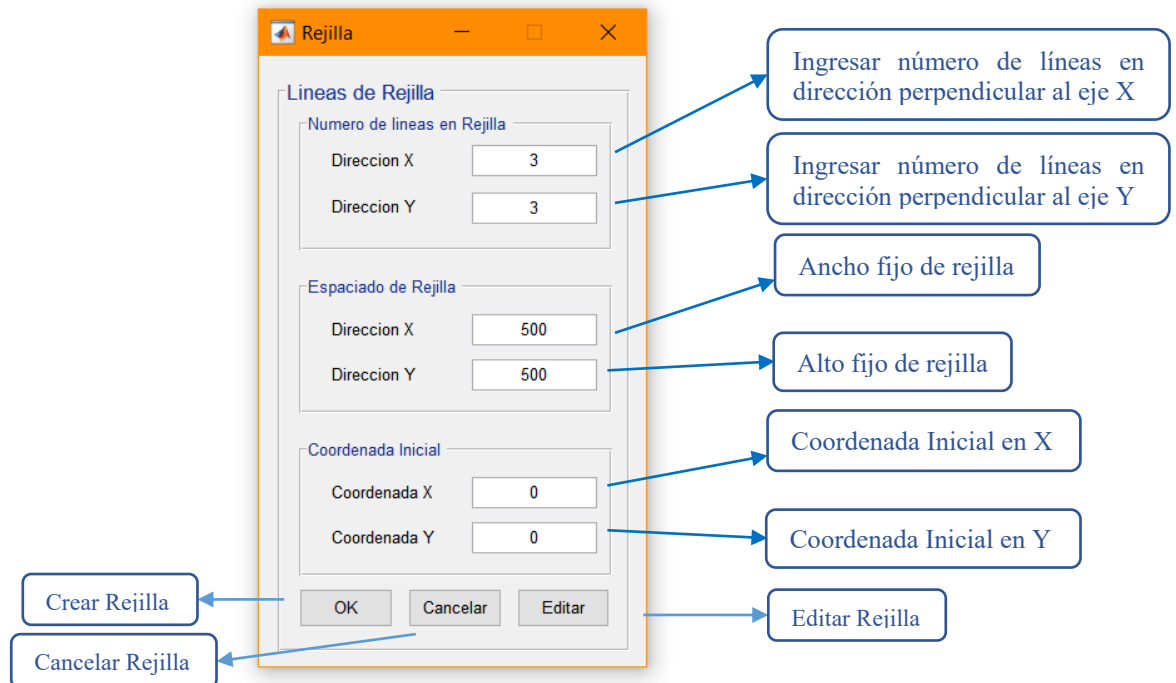 Rejilla
Lineas de Rejilla
Numero de lineas en Rejilla
Direccion X
3
Direccion Y
3
Espaciado de Rejilla
Direccion X
500
Direccion Y
500
Coordenada Inicial
Coordenada X
0
Coordenada Y
0
OK
Cancelar
Editar
Ingresar número de líneas en
dirección perpendicular al eje X
Ingresar número de líneas en
dirección perpendicular al eje Y
Ancho fijo de rejilla
Alto fijo de rejilla
Coordenada Inicial en X
Coordenada Inicial en Y
Crear Rejilla
Cancelar Rejilla
Editar Rejilla